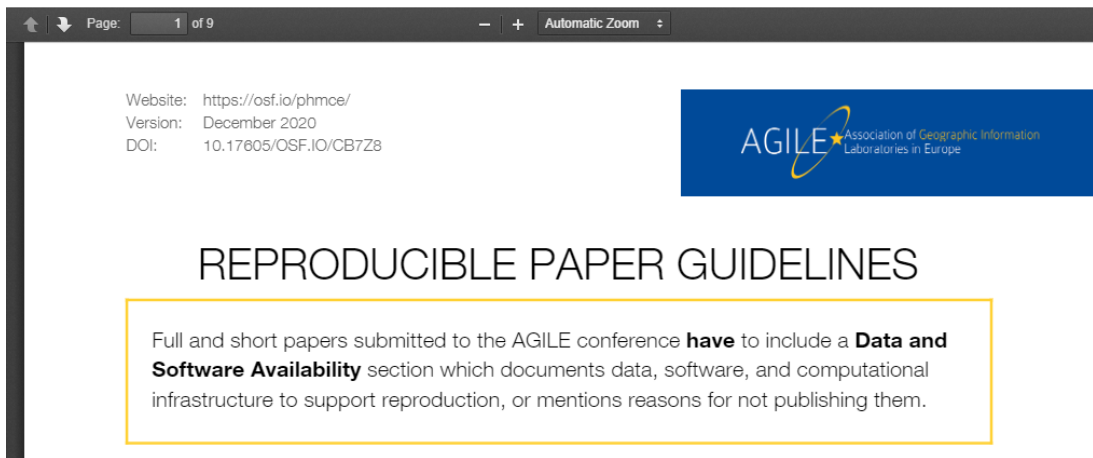 Page: 1 of 9 − + Automatic Zoom
Website: https://osf.io/phmce/
Version: December 2020
DOI: 10.17605/OSF.IO/CB7Z8
AGILE Association of Geographic Information
Laboratories in Europe
REPRODUCIBLE PAPER GUIDELINES
Full and short papers submitted to the AGILE conference have to include a Data and
Software Availability section which documents data, software, and computational
infrastructure to support reproduction, or mentions reasons for not publishing them.